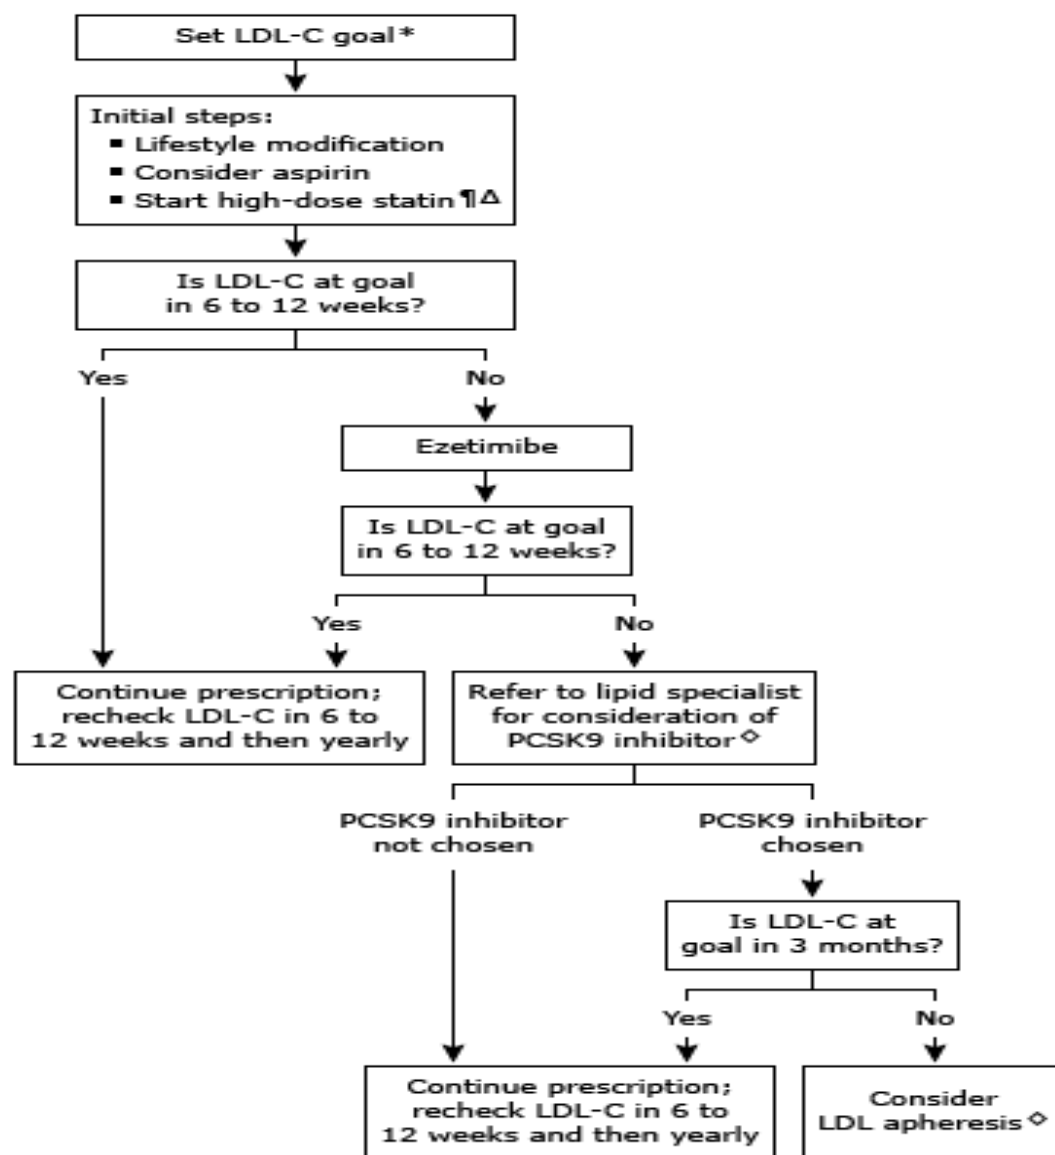 Set LDL-C goal*
Initial steps:
▪ Lifestyle modification
▪ Consider aspirin
▪ Start high-dose statin¶Δ
Is LDL-C at goal
in 6 to 12 weeks?
Yes
No
Ezetimibe
Is LDL-C at goal
in 6 to 12 weeks?
Yes
No
Continue prescription;
recheck LDL-C in 6 to
12 weeks and then yearly
Refer to lipid specialist
for consideration of
PCSK9 inhibitor◇
PCSK9 inhibitor
not chosen
PCSK9 inhibitor
chosen
Is LDL-C at
goal in 3 months?
Yes
No
Continue prescription;
recheck LDL-C in 6 to
12 weeks and then yearly
Consider
LDL apheresis◇